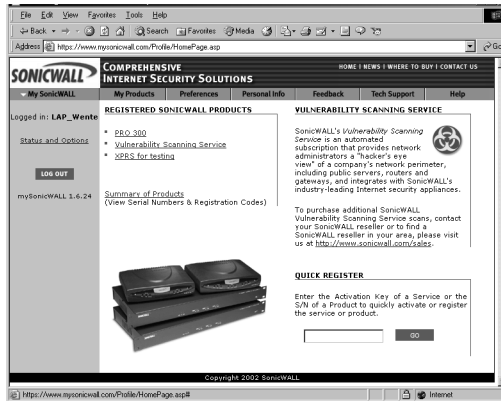 File Edit View Favorites Tools Help
Back Search Favorites Media
Address https://www.mysonicwall.com/Profile/HomePage.asp Go
SONICWALL
COMPREHENSIVE
INTERNET SECURITY SOLUTIONS
HOME | NEWS | WHERE TO BUY | CONTACT US
My SonicWALL My Products Preferences Personal Info Feedback Tech Support Help
Logged in: LAP_Wente
Status and Options
LOG OUT
mySonicWALL 1.6.24
REGISTERED SONICWALL PRODUCTS
PRO 300
Vulnerability Scanning Service
XPRS for testing
Summary of Products
(View Serial Numbers & Registration Codes)
VULNERABILITY SCANNING SERVICE
SonicWALL's Vulnerability Scanning
Service is an automated
subscription that provides network
administrators a "hacker's eye
view" of a company's network perimeter,
including public servers, routers and
gateways, and integrates with SonicWALL's
industry-leading Internet security appliances.
To purchase additional SonicWALL
Vulnerability Scanning Service scans, contact
your SonicWALL reseller or to find a
SonicWALL reseller in your area, please visit
us at http://www.sonicwall.com/sales.
QUICK REGISTER
Enter the Activation Key of a Service or the
S/N of a Product to quickly activate or register
the service or product.
GO
Copyright 2002 SonicWALL
https://www.mysonicwall.com/Profile/HomePage.asp# Internet